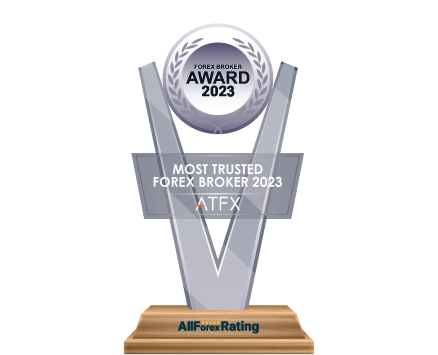 FOREX BROKER
AWARD
2023
MOST TRUSTED
FOREX BROKER 2023
ATFX
AllForexRating